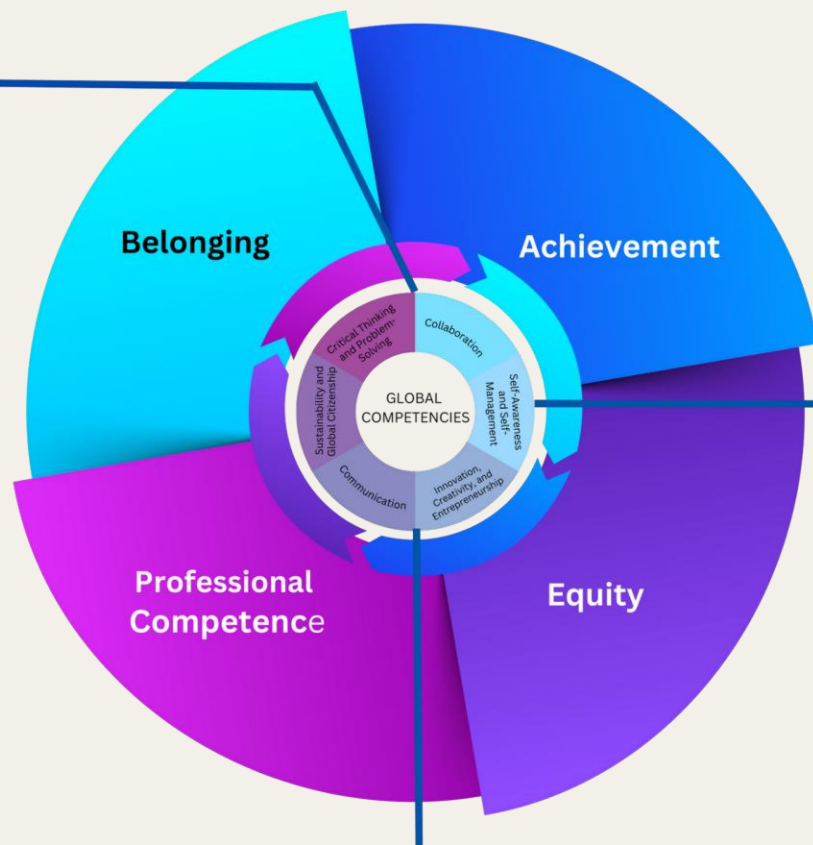 Belonging
Achievement
Critical Thinking
and Problem-
Solving
Collaboration
Self-Awareness
and Self-
Management
Sustainability and
Global Citizenship
GLOBAL
COMPETENCIES
Communication
Innovation,
Creativity, and
Entrepreneurship
Professional
Competence
Equity